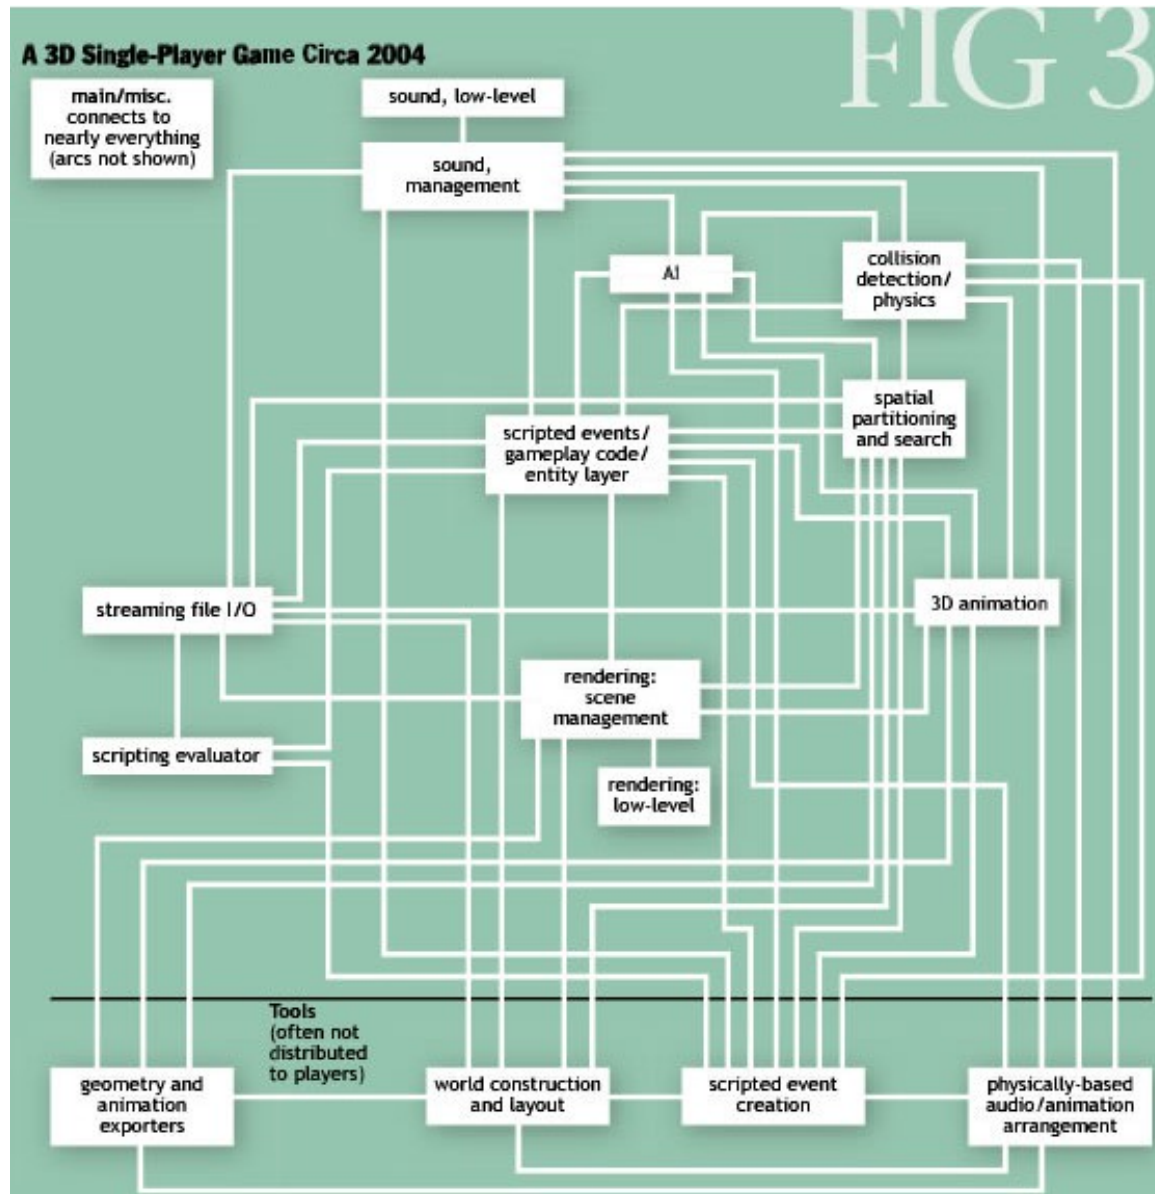 FIG 3
A 3D Single-Player Game Circa 2004
main/misc.
connects to
nearly everything
(arcs not shown)
sound, low-level
sound,
management
AI
collision
detection/
physics
spatial
partitioning
and search
scripted events/
gameplay code/
entity layer
streaming file I/O
3D animation
rendering:
scene
management
scripting evaluator
rendering:
low-level
Tools
(often not
distributed
to players)
geometry and
animation
exporters
world construction
and layout
scripted event
creation
physically-based
audio/animation
arrangement